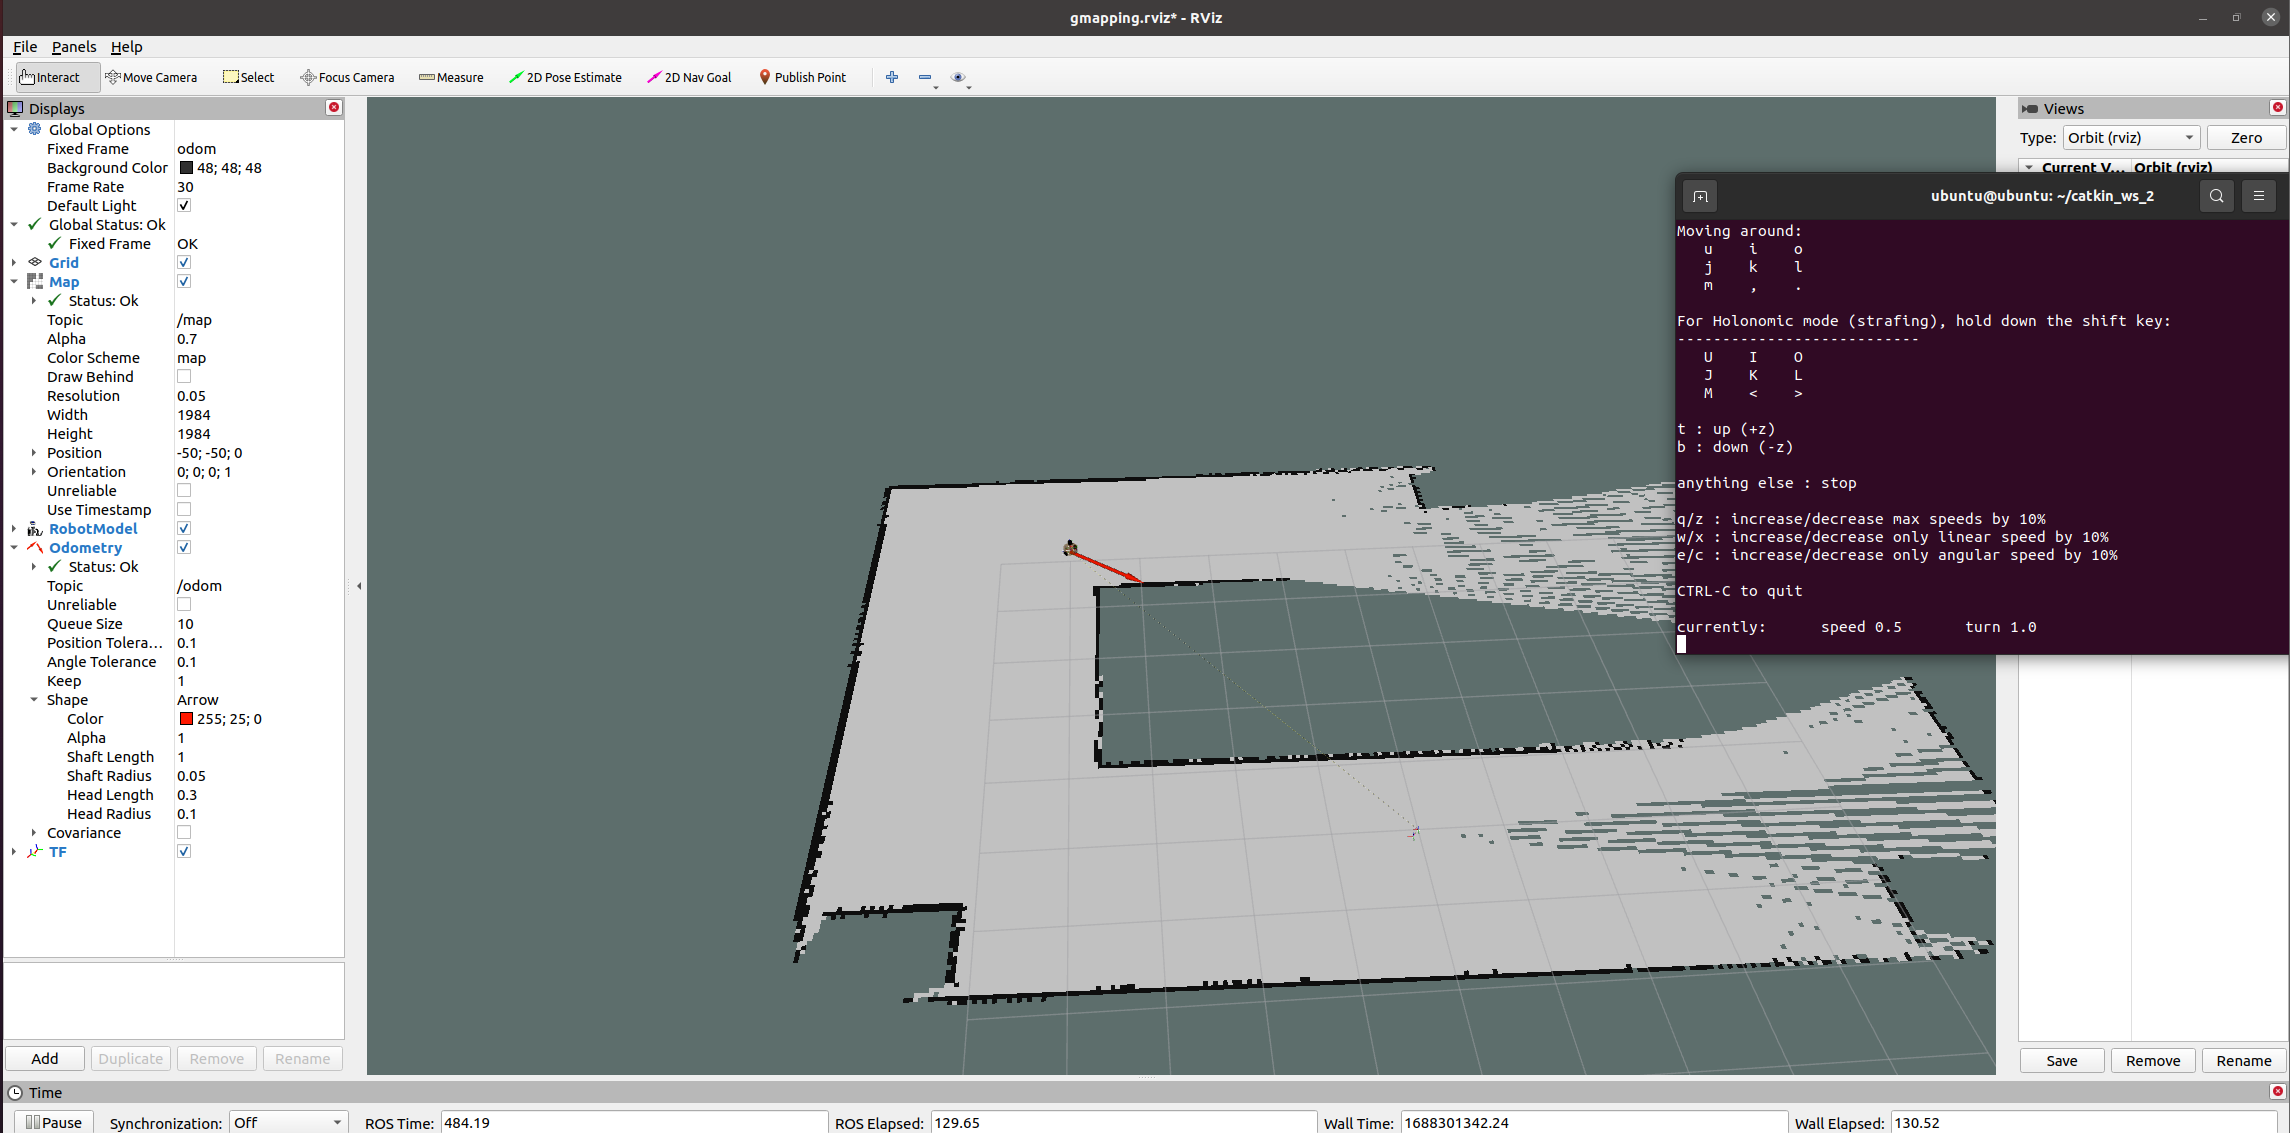 gmapping.rviz* - RViz
File Panels Help
Interact Move Camera Select Focus Camera Measure 2D Pose Estimate 2D Nav Goal Publish Point
Displays
Global Options
Fixed Frame odom
Background Color 48; 48; 48
Frame Rate 30
Default Light
Global Status: Ok
Fixed Frame OK
Grid
Map
Status: Ok
Topic /map
Alpha 0.7
Color Scheme map
Draw Behind
Resolution 0.05
Width 1984
Height 1984
Position -50; -50; 0
Orientation 0; 0; 0; 1
Unreliable
Use Timestamp
RobotModel
Odometry
Status: Ok
Topic /odom
Unreliable
Queue Size 10
Position Tolera... 0.1
Angle Tolerance 0.1
Keep 1
Shape Arrow
Color 255; 25; 0
Alpha 1
Shaft Length 1
Shaft Radius 0.05
Head Length 0.3
Head Radius 0.1
Covariance
TF
Add Duplicate Remove Rename
Views
Type: Orbit (rviz) Zero
Current V... Orbit (rviz)
ubuntu@ubuntu: ~/catkin_ws_2
Moving around:
u i o
j k l
m , .
For Holonomic mode (strafing), hold down the shift key:
---------------------------
U I O
J K L
M < >
t : up (+z)
b : down (-z)
anything else : stop
q/z : increase/decrease max speeds by 10%
w/x : increase/decrease only linear speed by 10%
e/c : increase/decrease only angular speed by 10%
CTRL-C to quit
currently: speed 0.5 turn 1.0
Save Remove Rename
Time
Pause Synchronization: Off ROS Time: 484.19 ROS Elapsed: 129.65 Wall Time: 1688301342.24 Wall Elapsed: 130.52